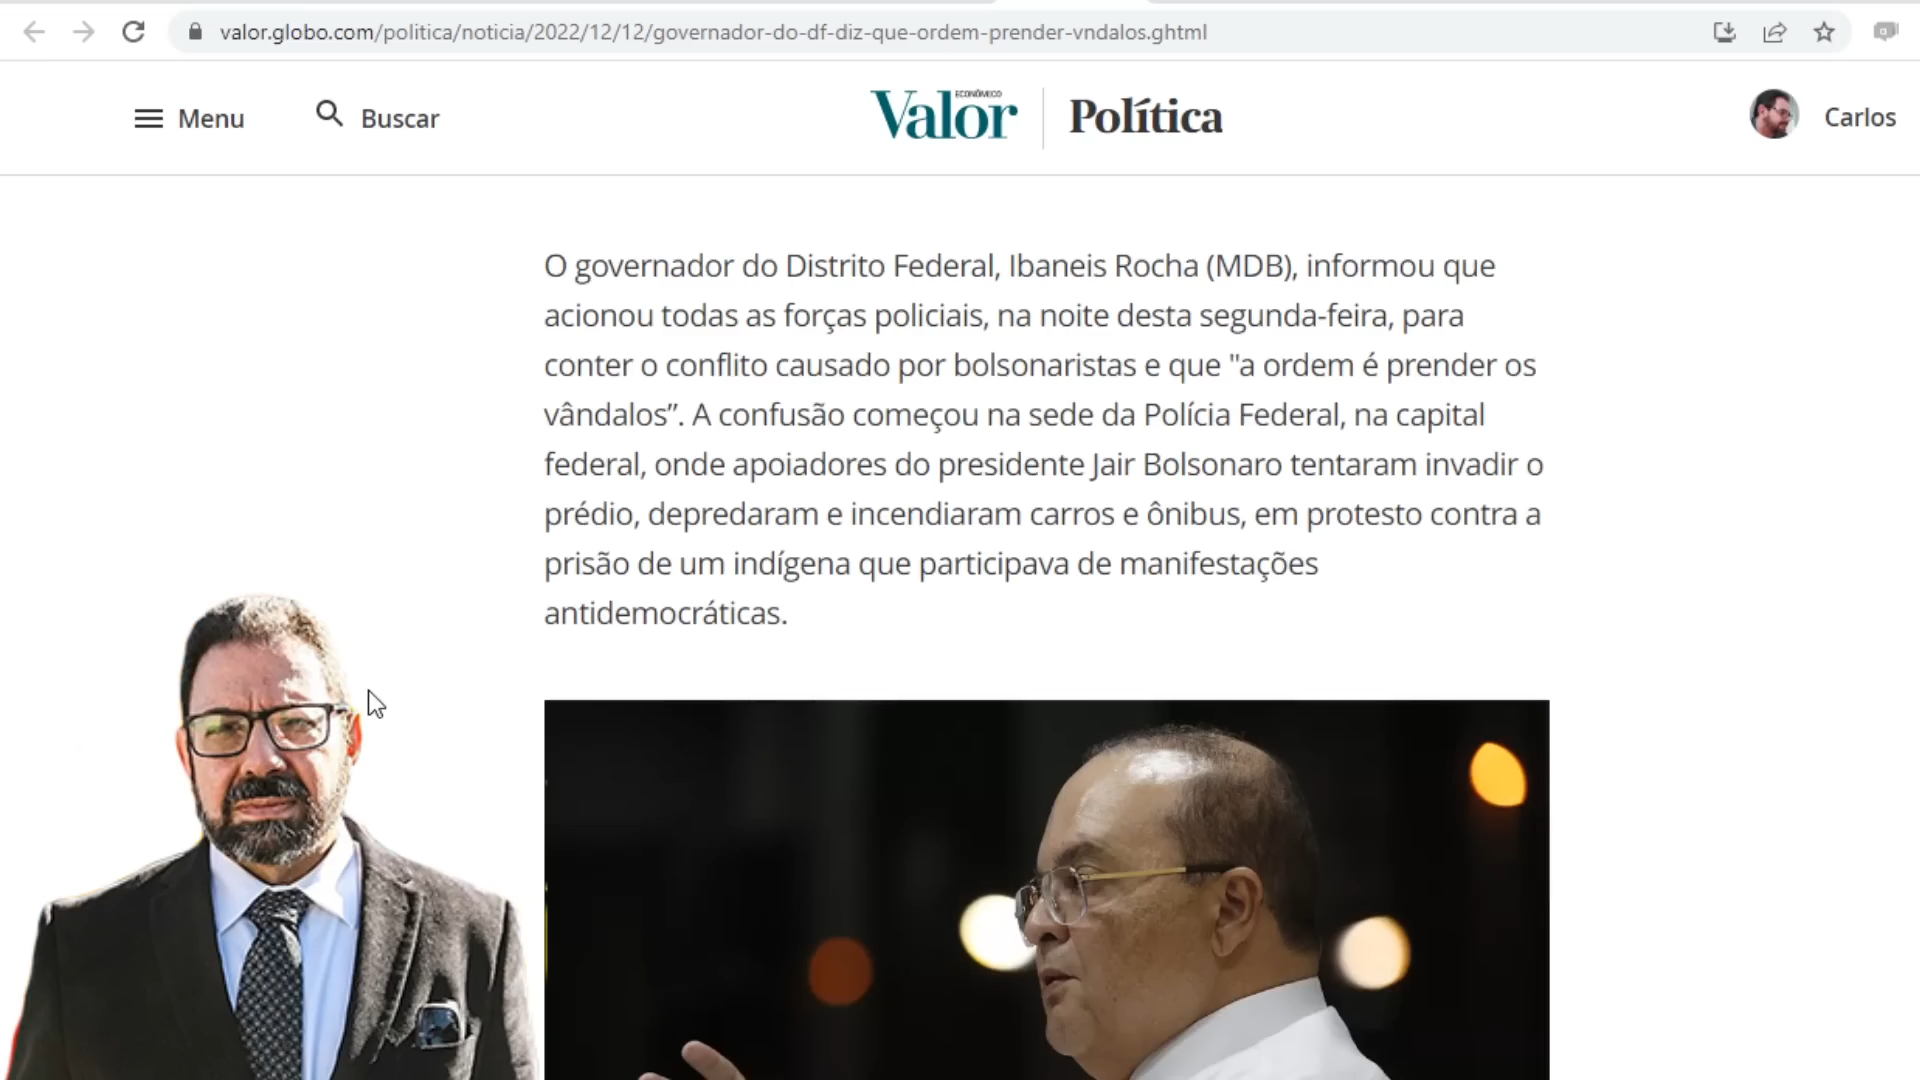 valor.globo.com/politica/noticia/2022/12/12/governador-do-df-diz-que-ordem-prender-vndalos.ghtml
Menu
Buscar
Valor ECONÔMICO
Política
Carlos
O governador do Distrito Federal, Ibaneis Rocha (MDB), informou que
acionou todas as forças policiais, na noite desta segunda-feira, para
conter o conflito causado por bolsonaristas e que "a ordem é prender os
vândalos”. A confusão começou na sede da Polícia Federal, na capital
federal, onde apoiadores do presidente Jair Bolsonaro tentaram invadir o
prédio, depredaram e incendiaram carros e ônibus, em protesto contra a
prisão de um indígena que participava de manifestações
antidemocráticas.